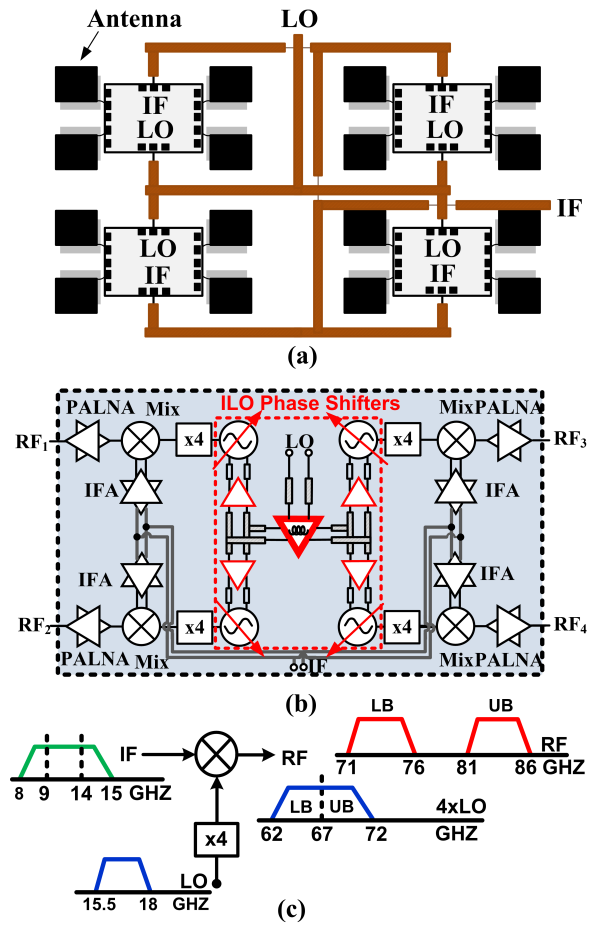 Antenna
LO
IF
LO
IF
LO
LO
IF
LO
IF
IF
(a)
PALNA
Mix
ILO Phase Shifters
Mix
PALNA
RF1
x4
LO
x4
RF3
IFA
IFA
IFA
IFA
RF2
x4
x4
RF4
PALNA
Mix
IF
Mix
PALNA
(b)
LB
UB
IF
RF
RF
8
9
14
15
GHZ
71
76
81
86
GHZ
LB
UB
4xLO
x4
62
67
72
GHZ
LO
15.5
18
GHZ
(c)